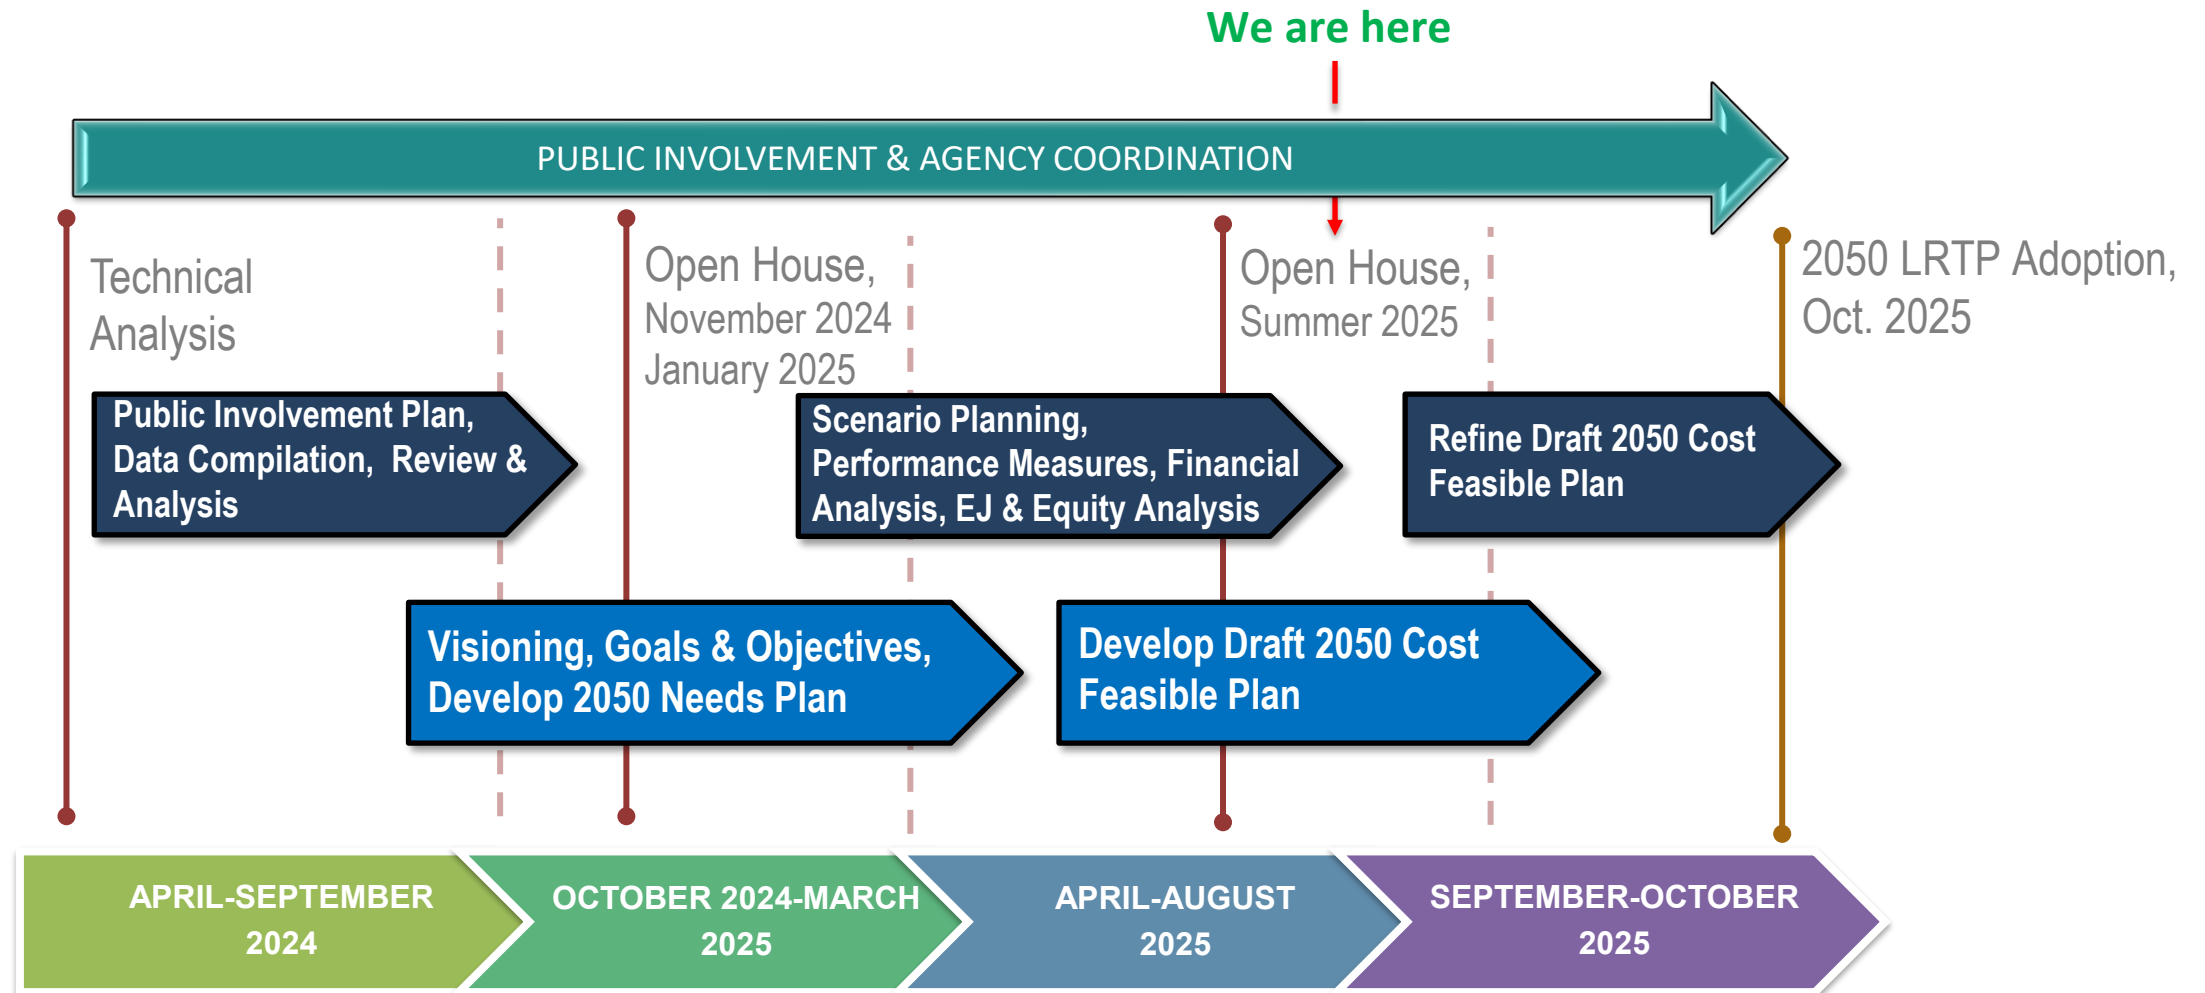 We are here
PUBLIC INVOLVEMENT & AGENCY COORDINATION
Technical
Analysis
Open House,
November 2024
January 2025
Open House,
Summer 2025
2050 LRTP Adoption,
Oct. 2025
Public Involvement Plan,
Data Compilation, Review &
Analysis
Scenario Planning,
Performance Measures, Financial
Analysis, EJ & Equity Analysis
Refine Draft 2050 Cost
Feasible Plan
Visioning, Goals & Objectives,
Develop 2050 Needs Plan
Develop Draft 2050 Cost
Feasible Plan
APRIL-SEPTEMBER
2024
OCTOBER 2024-MARCH
2025
APRIL-AUGUST
2025
SEPTEMBER-OCTOBER
2025